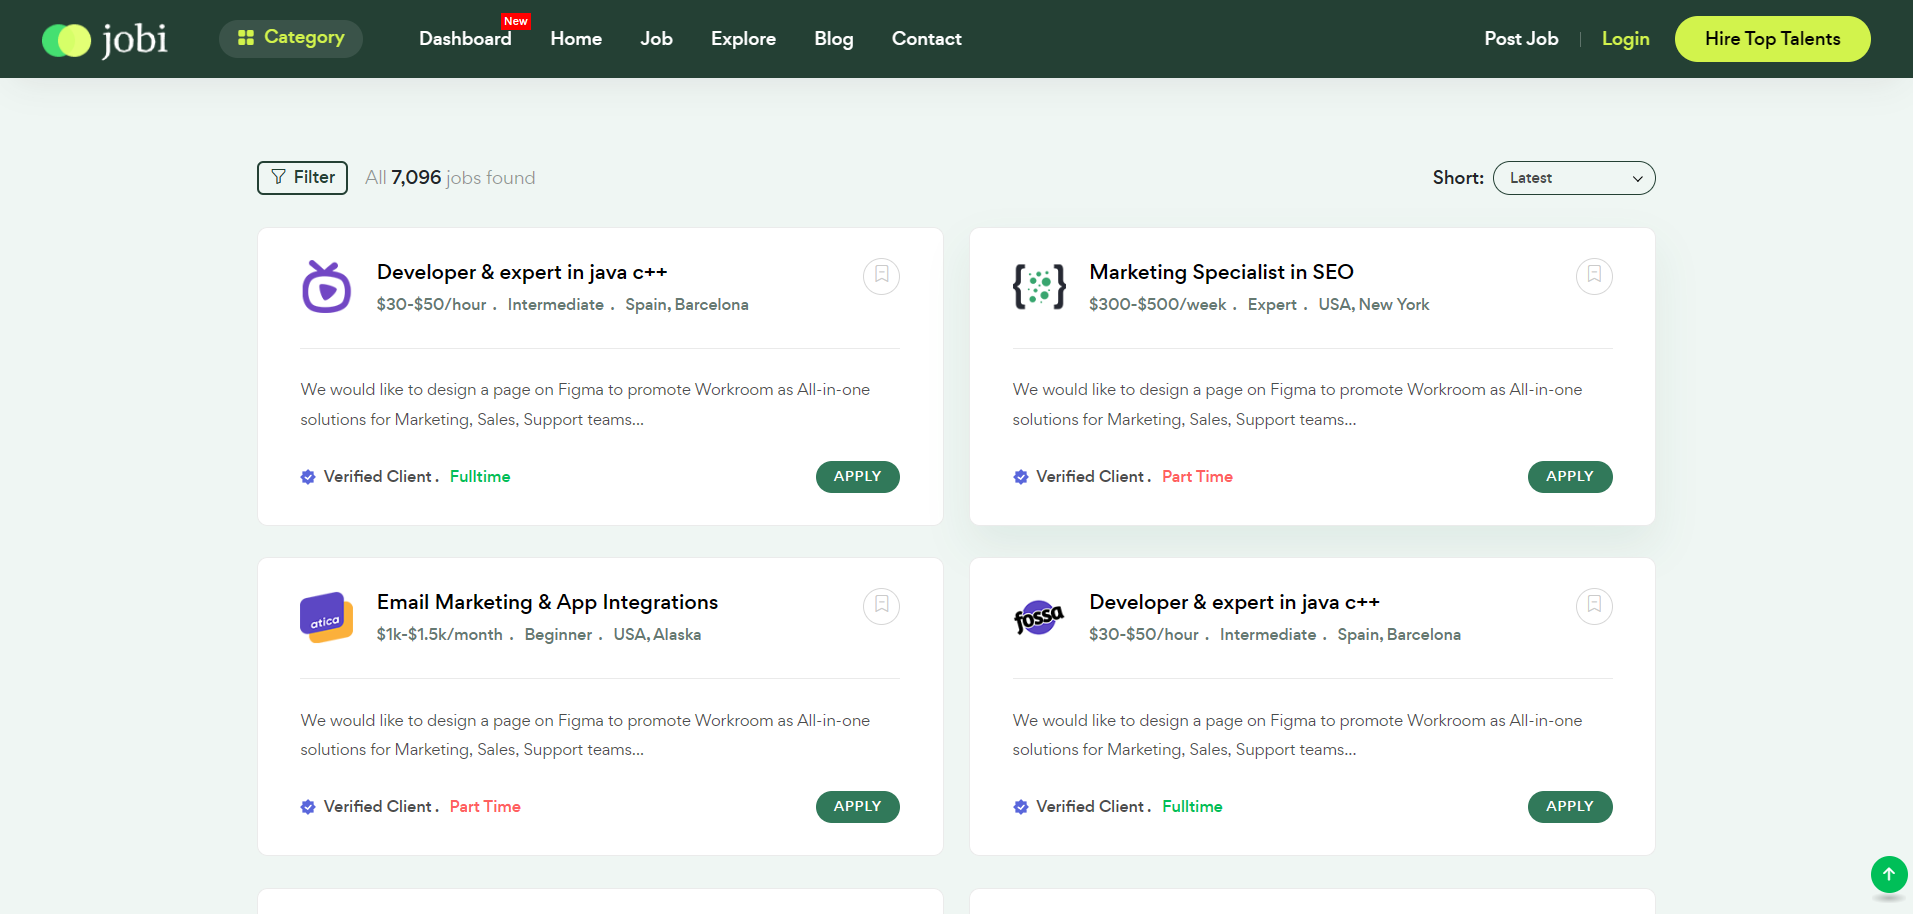 jobi
Category
Dashboard
New
Home
Job
Explore
Blog
Contact
Post Job
Login
Hire Top Talents
Filter
All 7,096 jobs found
Short:
Latest
Developer & expert in java c++
$30-$50/hour . Intermediate . Spain, Barcelona
We would like to design a page on Figma to promote Workroom as All-in-one
solutions for Marketing, Sales, Support teams...
Verified Client . Fulltime
APPLY
Marketing Specialist in SEO
$300-$500/week . Expert . USA, New York
We would like to design a page on Figma to promote Workroom as All-in-one
solutions for Marketing, Sales, Support teams...
Verified Client . Part Time
APPLY
atica
Email Marketing & App Integrations
$1k-$1.5k/month . Beginner . USA, Alaska
We would like to design a page on Figma to promote Workroom as All-in-one
solutions for Marketing, Sales, Support teams...
Verified Client . Part Time
APPLY
fossa
Developer & expert in java c++
$30-$50/hour . Intermediate . Spain, Barcelona
We would like to design a page on Figma to promote Workroom as All-in-one
solutions for Marketing, Sales, Support teams...
Verified Client . Fulltime
APPLY